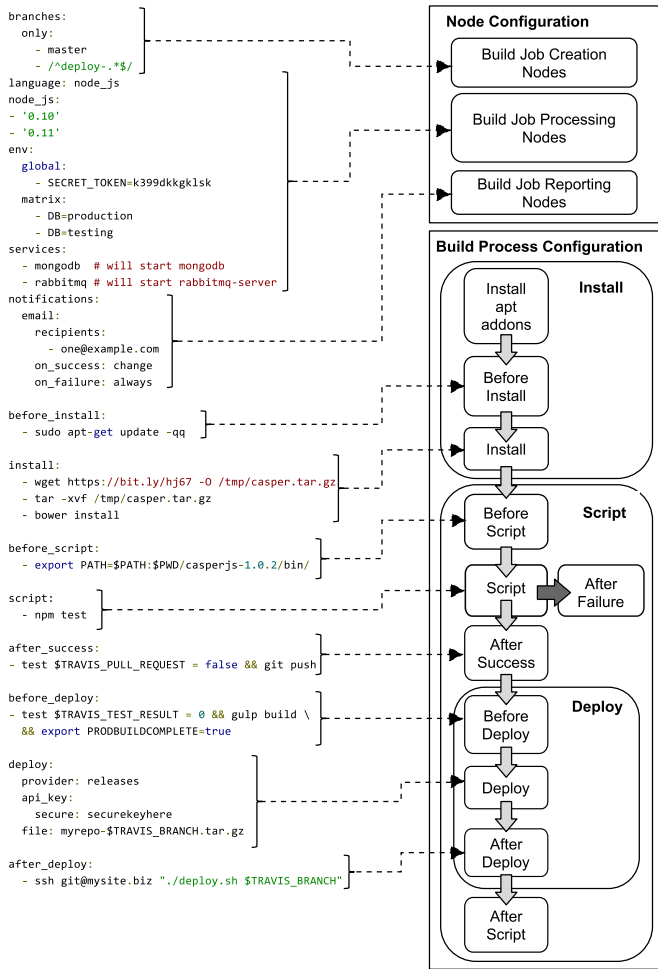 branches:
only:
- master
- /^deploy-.*$/
language: node_js
node_js:
- '0.10'
- '0.11'
env:
global:
- SECRET_TOKEN=k399dkkgklsk
matrix:
- DB=production
- DB=testing
services:
- mongodb # will start mongodb
- rabbitmq # will start rabbitmq-server
notifications:
email:
recipients:
- one@example.com
on_success: change
on_failure: always
before_install:
- sudo apt-get update -qq
install:
- wget https://bit.ly/hj67 -O /tmp/casper.tar.gz
- tar -xvf /tmp/casper.tar.gz
- bower install
before_script:
- export PATH=$PATH:$PWD/casperjs-1.0.2/bin/
script:
- npm test
after_success:
- test $TRAVIS_PULL_REQUEST = false && git push
before_deploy:
- test $TRAVIS_TEST_RESULT = 0 && gulp build \
&& export PRODBUILDCOMPLETE=true
deploy:
provider: releases
api_key:
secure: securekeyhere
file: myrepo-$TRAVIS_BRANCH.tar.gz
after_deploy:
- ssh git@mysite.biz "./deploy.sh $TRAVIS_BRANCH"
Node Configuration
Build Job Creation
Nodes
Build Job Processing
Nodes
Build Job Reporting
Nodes
Build Process Configuration
Install
Install
apt
addons
Before
Install
Install
Script
Before
Script
Script
After
Failure
After
Success
Deploy
Before
Deploy
Deploy
After
Deploy
After
Script